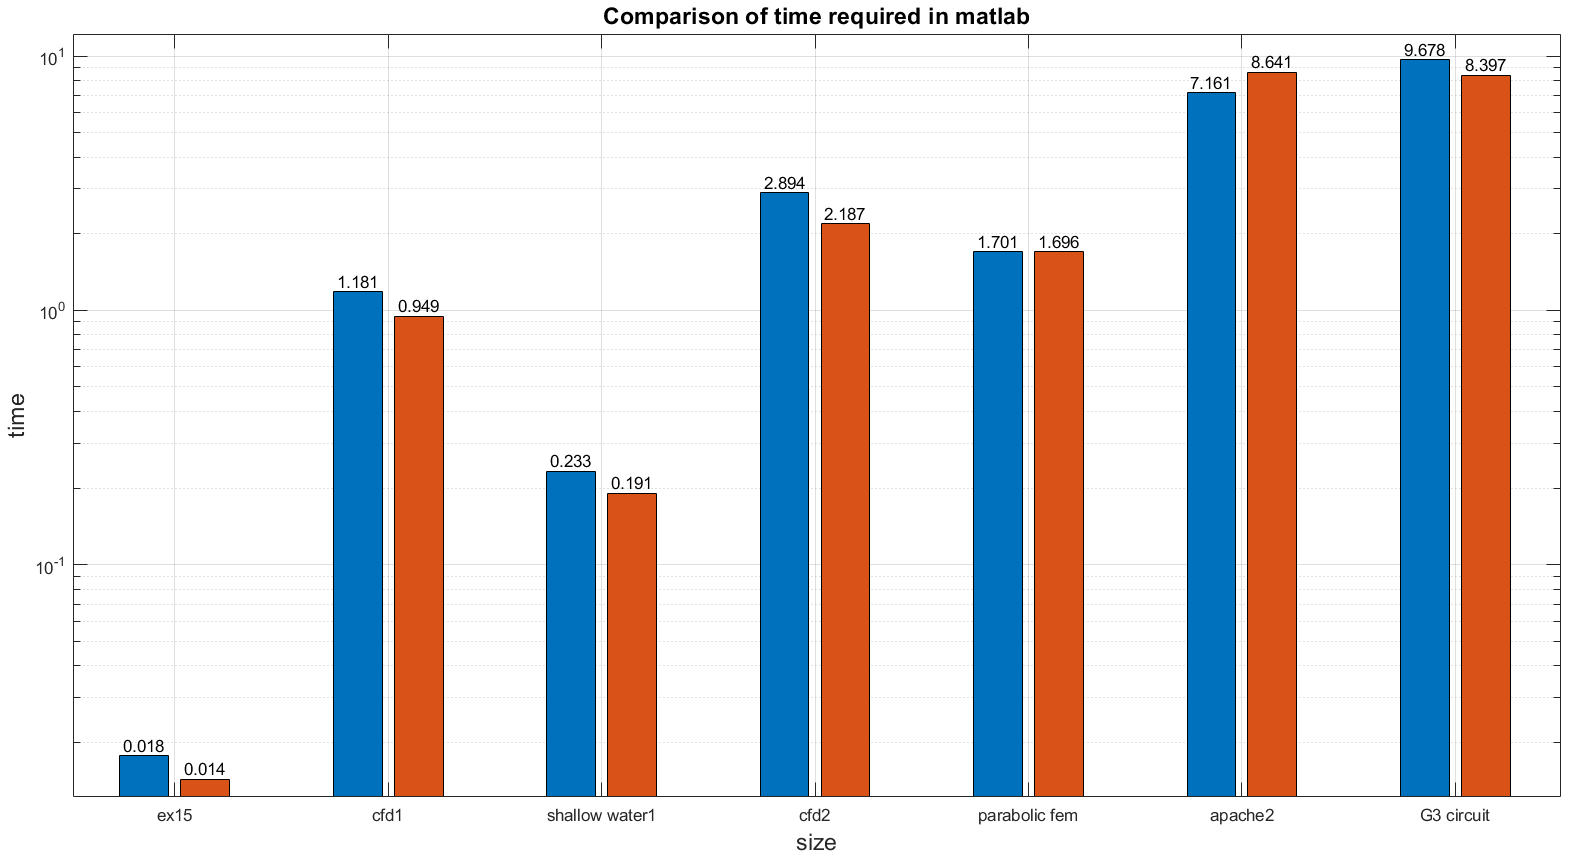 Comparison of time required in matlab
10^1
10^0
10^-1
time
0.018
0.014
1.181
0.949
0.233
0.191
2.894
2.187
1.701
1.696
7.161
8.641
9.678
8.397
ex15
cfd1
shallow water1
cfd2
parabolic fem
apache2
G3 circuit
size